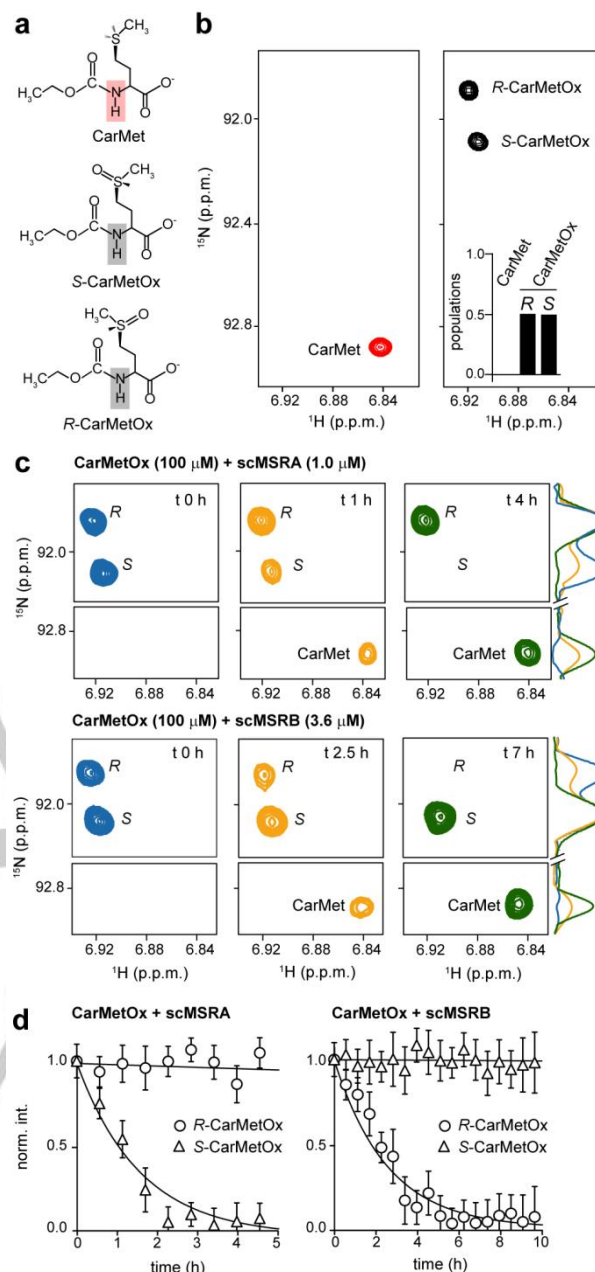 a
S
CH3
O
O
N
H
O
O-
CarMet
O
S
CH3
O
O
N
H
O
O-
S-CarMetOx
H3C
S
O
O
O
N
H
O
O-
R-CarMetOx
b
15N (p.p.m.)
92.0
92.4
92.8
CarMet
6.92 6.88 6.84
1H (p.p.m.)
R-CarMetOx
S-CarMetOx
CarMet
CarMetOx
R S
populations
1.0
0.5
0.0
6.92 6.88 6.84
1H (p.p.m.)
c
CarMetOx (100 μM) + scMSRA (1.0 μM)
15N (p.p.m.)
92.0
92.8
t 0 h
R
S
t 1 h
R
S
CarMet
t 4 h
R
S
CarMet
6.92 6.88 6.84
6.92 6.88 6.84
6.92 6.88 6.84
1H (p.p.m.)
CarMetOx (100 μM) + scMSRB (3.6 μM)
15N (p.p.m.)
92.0
92.8
t 0 h
R
S
t 2.5 h
R
S
CarMet
t 7 h
R
S
CarMet
6.92 6.88 6.84
6.92 6.88 6.84
6.92 6.88 6.84
1H (p.p.m.)
d
CarMetOx + scMSRA
norm. int.
1.0
0.5
0.0
R-CarMetOx
S-CarMetOx
0 1 2 3 4 5
time (h)
CarMetOx + scMSRB
1.0
0.5
0.0
R-CarMetOx
S-CarMetOx
0 2 4 6 8 10
time (h)